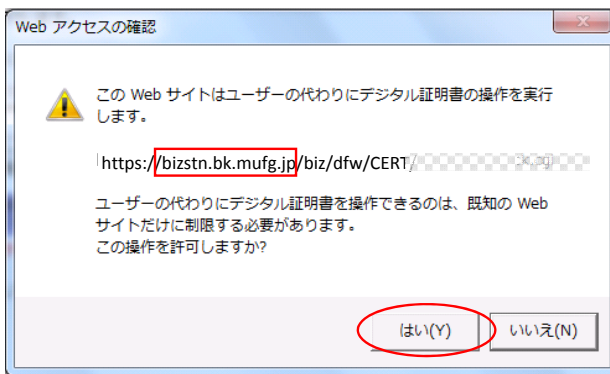 Web アクセスの確認
この Web サイトはユーザーの代わりにデジタル証明書の操作を実行
します。
https://bizstn.bk.mufg.jp/biz/dfw/CERT/
ユーザーの代わりにデジタル証明書を操作できるのは、既知の Web
サイトだけに制限する必要があります。
この操作を許可しますか?
はい(Y)
いいえ(N)